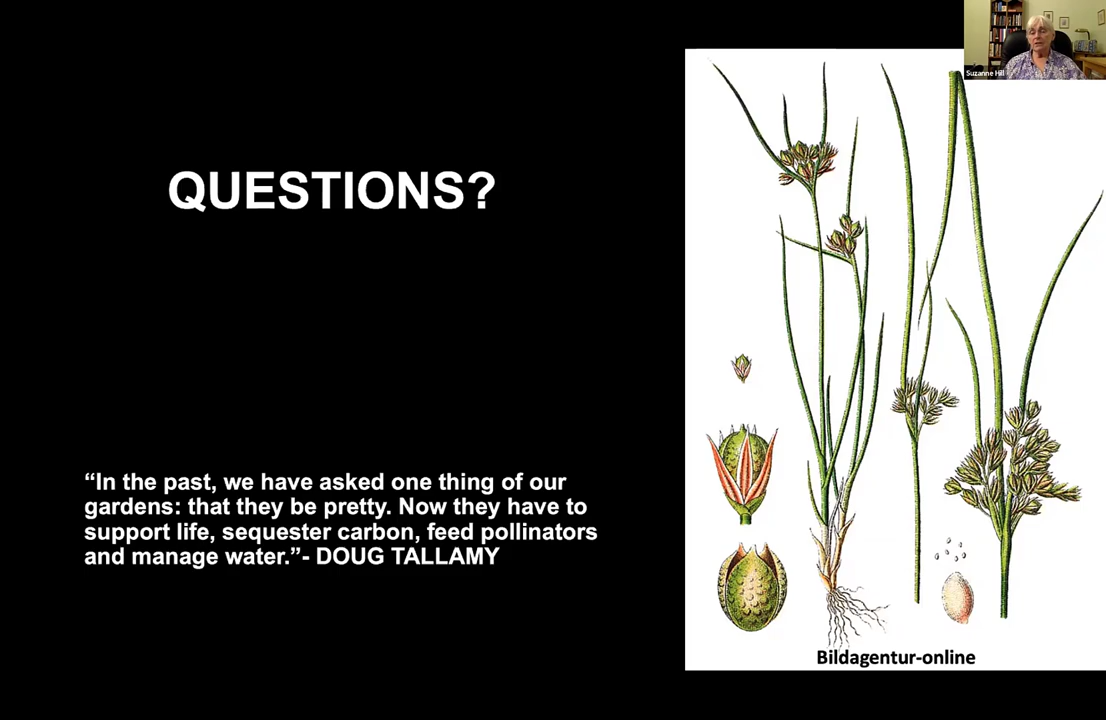 Suzanne Hill
QUESTIONS?
“In the past, we have asked one thing of our
gardens: that they be pretty. Now they have to
support life, sequester carbon, feed pollinators
and manage water.”- DOUG TALLAMY
Bildagentur-online